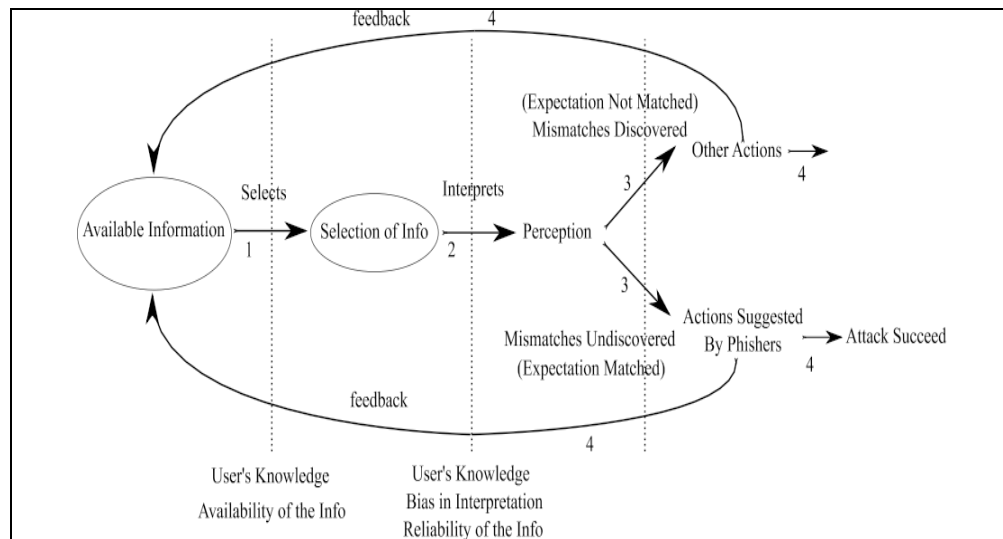 feedback
4
(Expectation Not Matched)
Mismatches Discovered
Other Actions
4
3
Selects
Interprets
Available Information
Selection of Info
Perception
1
2
3
Mismatches Undiscovered
(Expectation Matched)
Actions Suggested
By Phishers
Attack Succeed
4
feedback
4
User's Knowledge
Availability of the Info
User's Knowledge
Bias in Interpretation
Reliability of the Info